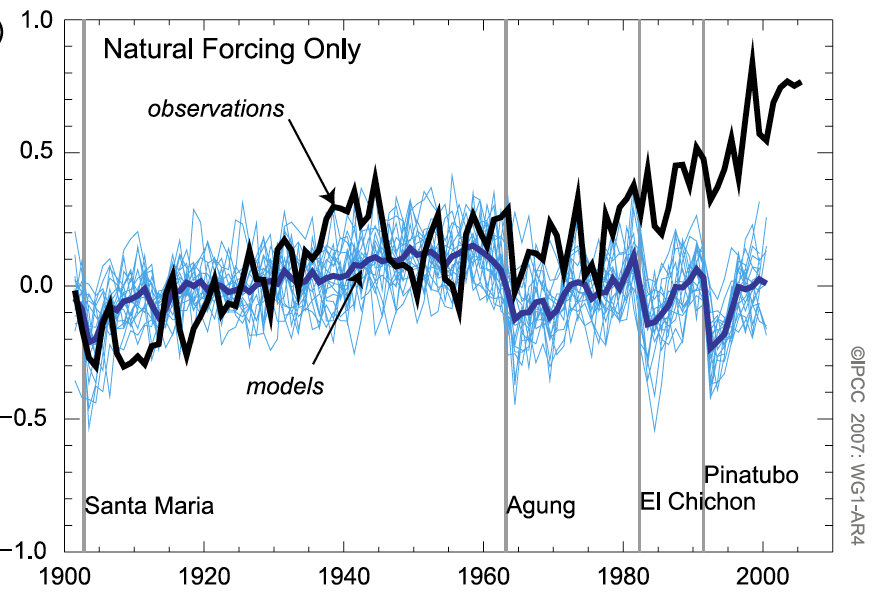 )
1.0
Natural Forcing Only
observations
0.5
0.0
models
−0.5
Pinatubo
Santa Maria
Agung
El Chichon
−1.0
1900
1920
1940
1960
1980
2000
©IPCC 2007: WG1-AR4